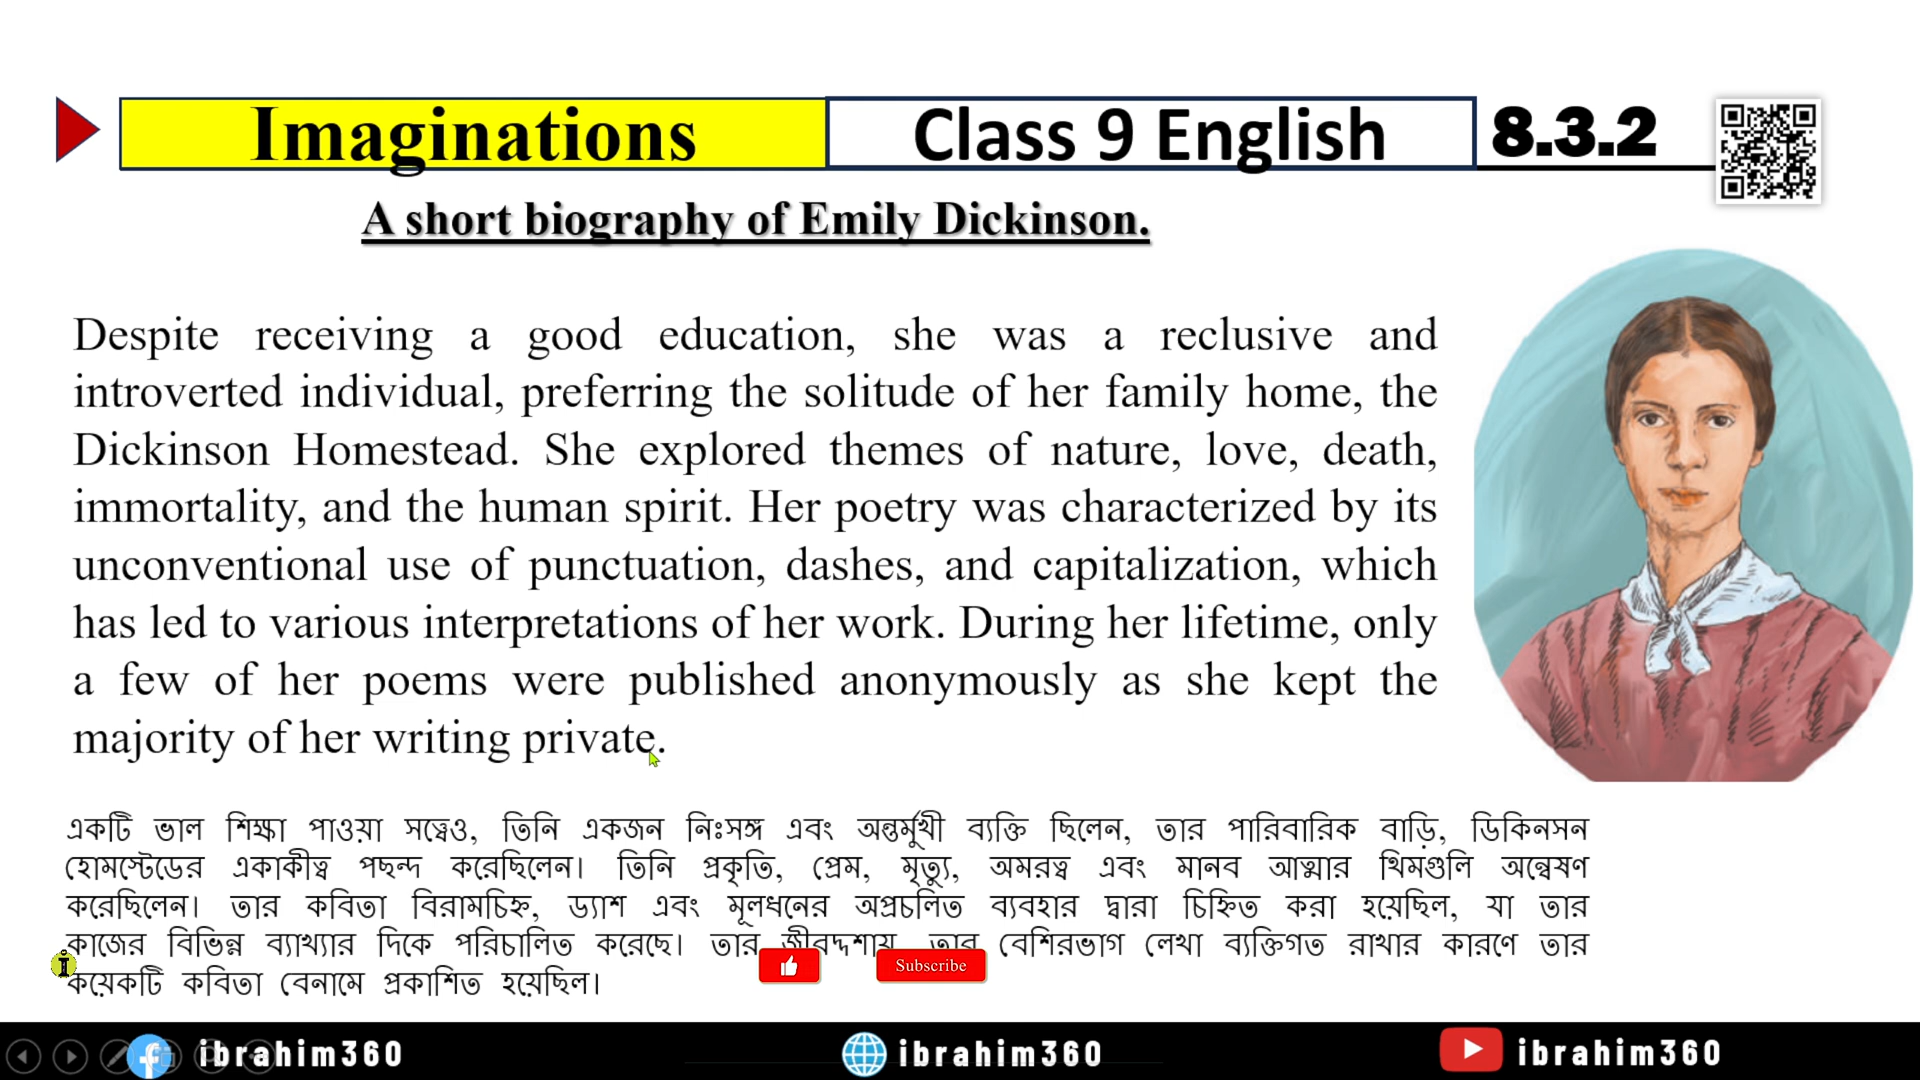 Imaginations
Class 9 English
8.3.2
A short biography of Emily Dickinson.
Despite receiving a good education, she was a reclusive and
introverted individual, preferring the solitude of her family home, the
Dickinson Homestead. She explored themes of nature, love, death,
immortality, and the human spirit. Her poetry was characterized by its
unconventional use of punctuation, dashes, and capitalization, which
has led to various interpretations of her work. During her lifetime, only
a few of her poems were published anonymously as she kept the
majority of her writing private.
একটি ভাল শিক্ষা পাওয়া সত্ত্বেও, তিনি একজন নিঃসঙ্গ এবং অন্তর্মুখী ব্যক্তি ছিলেন, তার পারিবারিক বাড়ি, ডিকিনসন
হোমস্টেডের একাকীত্ব পছন্দ করেছিলেন। তিনি প্রকৃতি, প্রেম, মৃত্যু, অমরত্ব এবং মানব আত্মার থিমগুলি অন্বেষণ
করেছিলেন। তার কবিতা বিরামচিহ্ন, ড্যাশ এবং মূলধনের অপ্রচলিত ব্যবহার দ্বারা চিহ্নিত করা হয়েছিল, যা তার
কাজের বিভিন্ন ব্যাখ্যার দিকে পরিচালিত করেছে। তার জীবদ্দশায় তার বেশিরভাগ লেখা ব্যক্তিগত রাখার কারণে তার
কয়েকটি কবিতা বেনামে প্রকাশিত হয়েছিল।
Subscribe
ibrahim360
ibrahim360
ibrahim360